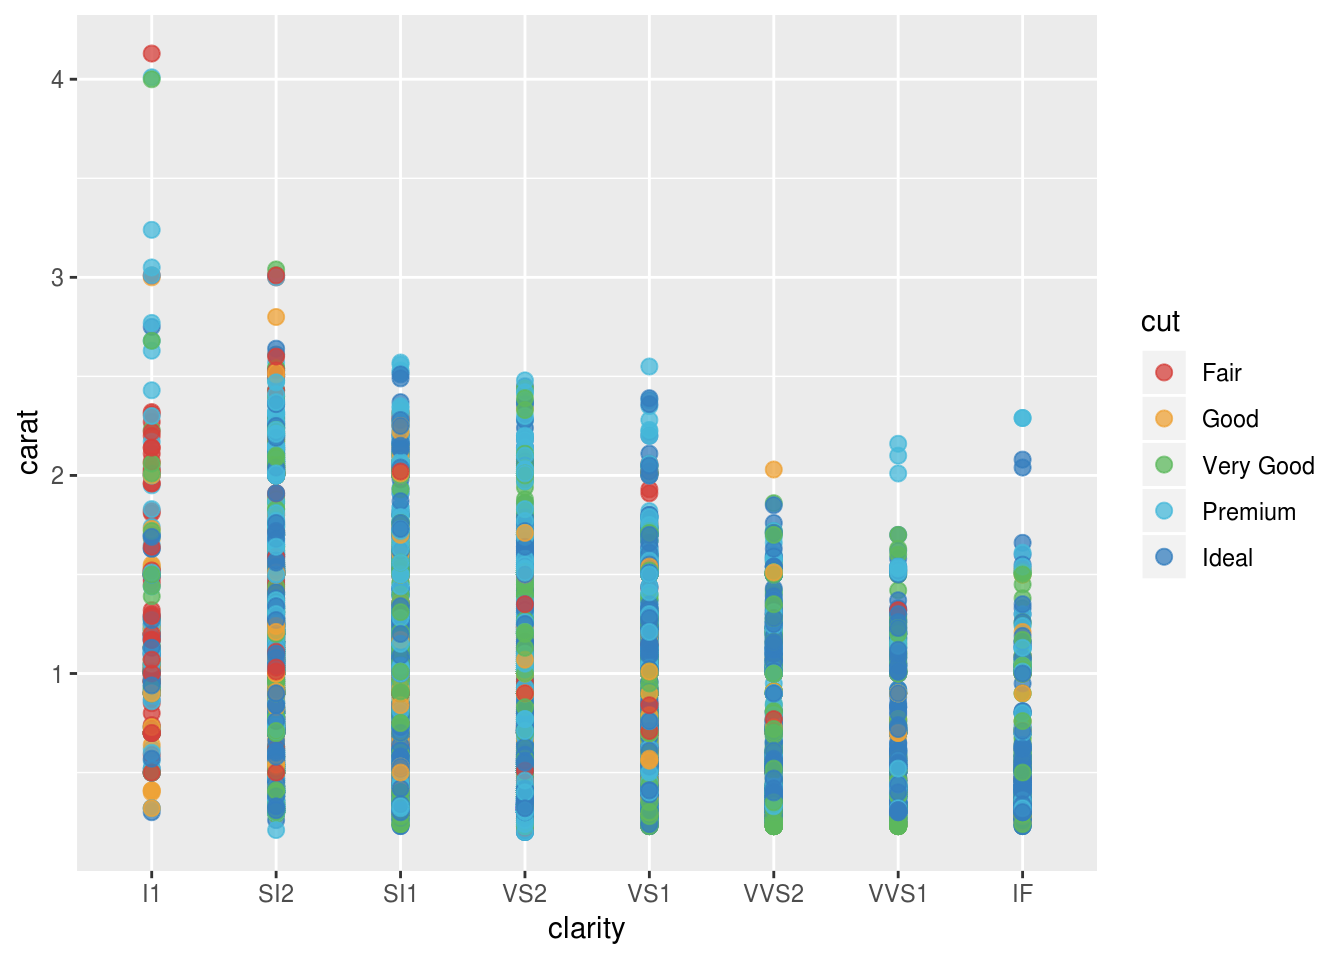 4
3
2
1
carat
I1 SI2 SI1 VS2 VS1 VVS2 VVS1 IF
clarity
cut
Fair
Good
Very Good
Premium
Ideal